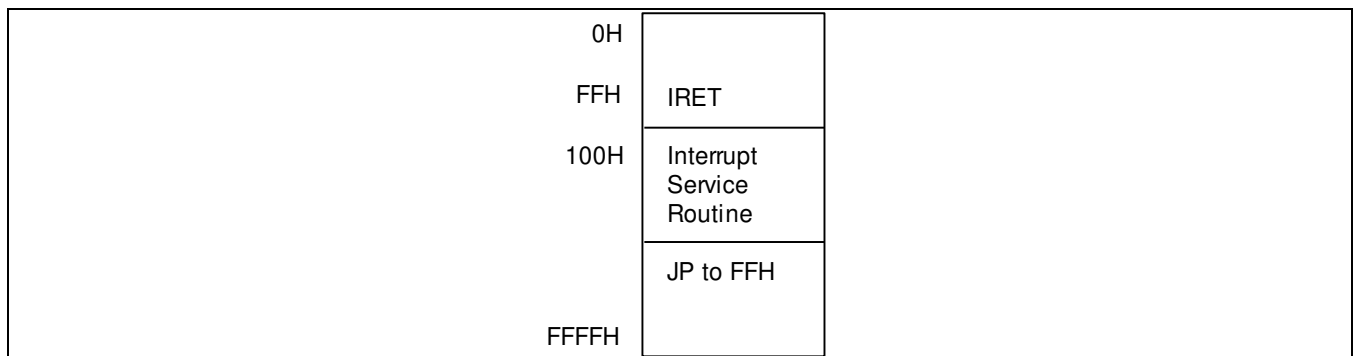 0H
FFH IRET
100H Interrupt
Service
Routine
JP to FFH
FFFFH